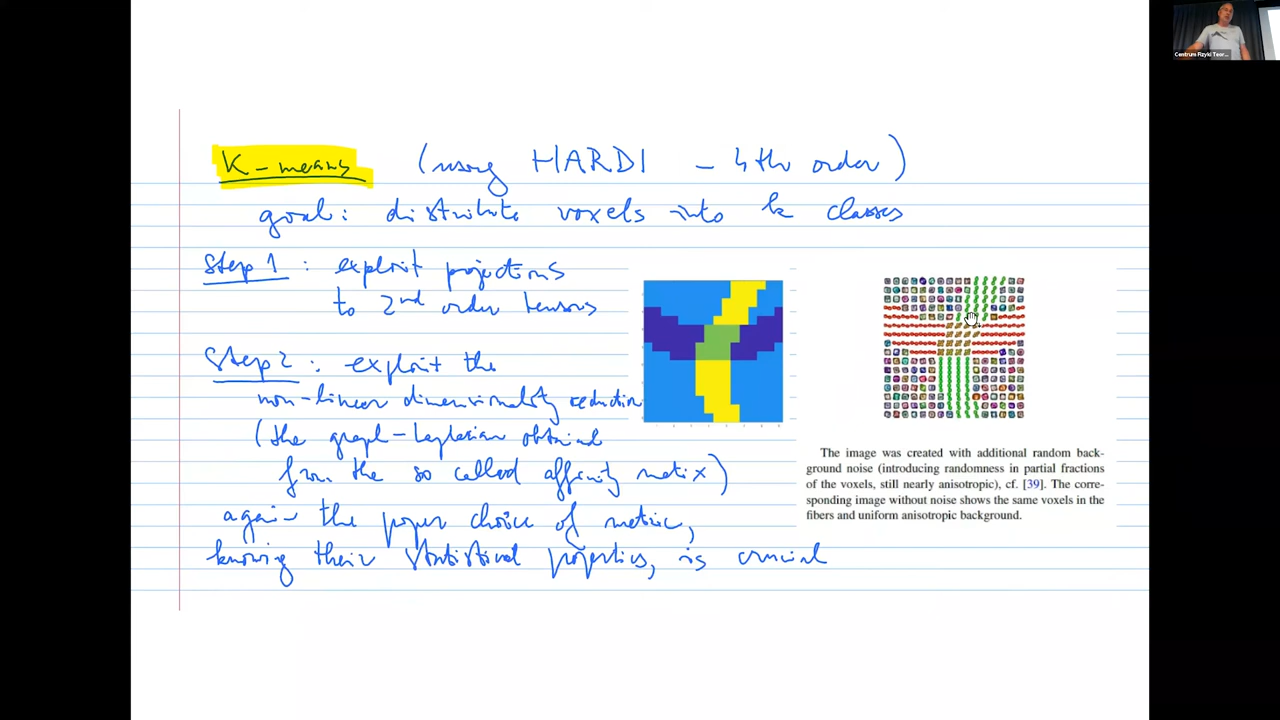 K-means (using HARDI - 4th order)
goal: distribute voxels into k classes
Step 1: exploit projections
to 2nd order tensors
Step 2: exploit the
non-linear dimensionality reduction
(the graph-Laplacian obtained
from the so called affinity matrix)
again the proper choice of metric,
knowing their statistical properties, is crucial
The image was created with additional random back-
ground noise (introducing randomness in partial fractions
of the voxels, still nearly anisotropic), cf. [39]. The corre-
sponding image without noise shows the same voxels in the
fibers and uniform anisotropic background.
Centrum Fizyki Teor...